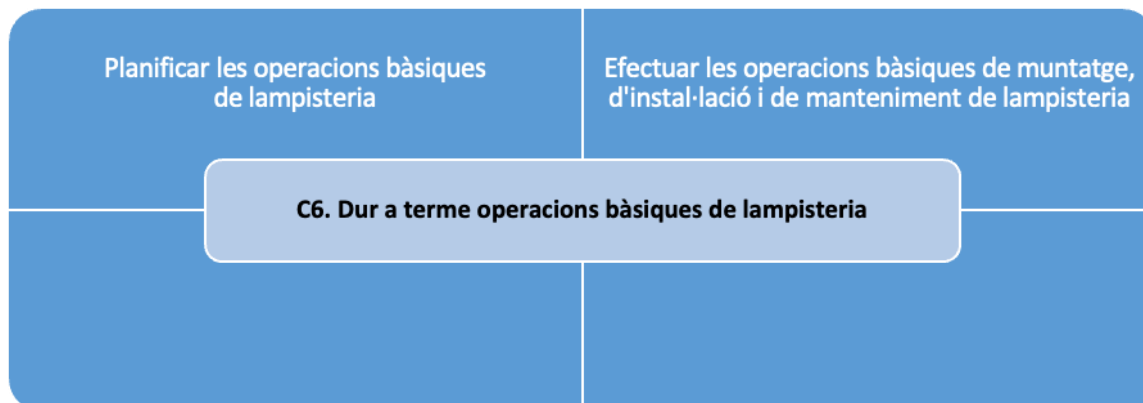 Planificar les operacions bàsiques
de lampisteria
Efectuar les operacions bàsiques de muntatge,
d'instal·lació i de manteniment de lampisteria
C6. Dur a terme operacions bàsiques de lampisteria